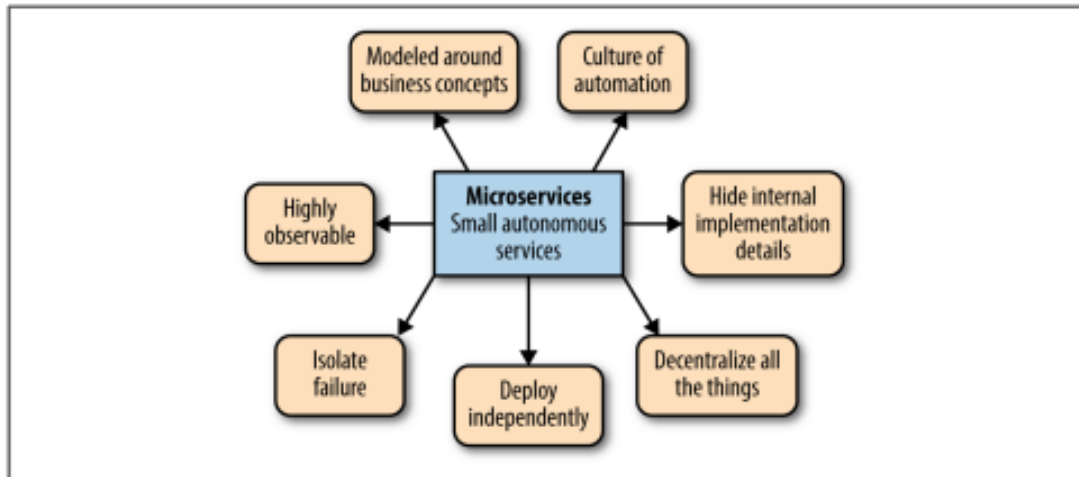 Modeled around
business concepts
Culture of
automation
Highly
observable
Microservices
Small autonomous
services
Hide internal
implementation
details
Isolate
failure
Deploy
independently
Decentralize all
the things